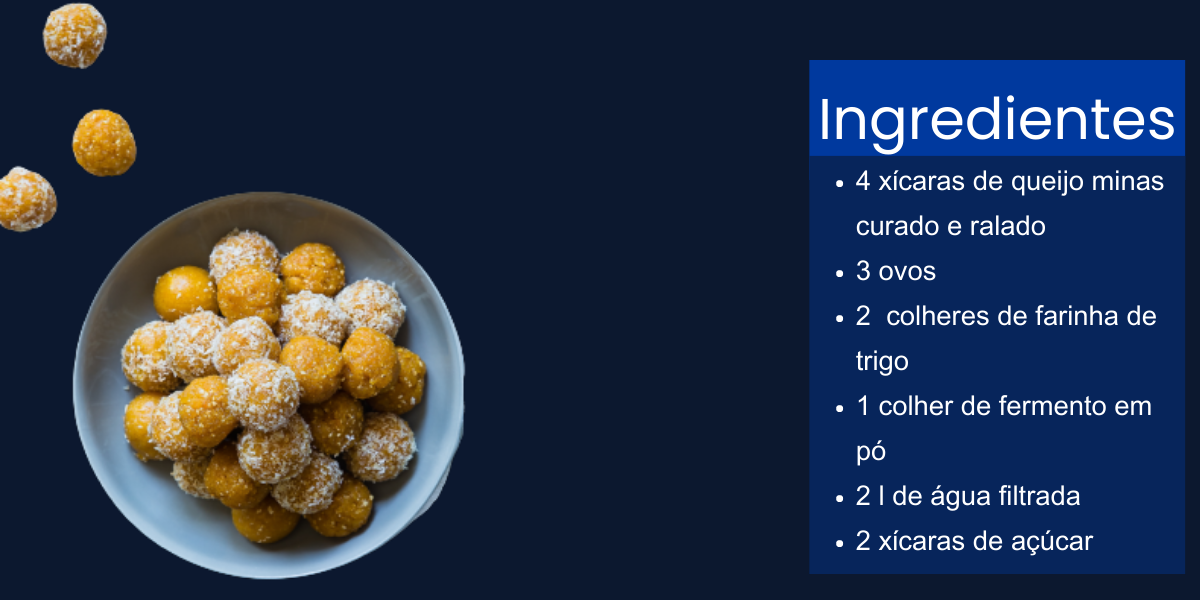 Ingredientes
• 4 xícaras de queijo minas
curado e ralado
• 3 ovos
• 2  colheres de farinha de
trigo
• 1 colher de fermento em
pó
• 2 l de água filtrada
• 2 xícaras de açúcar